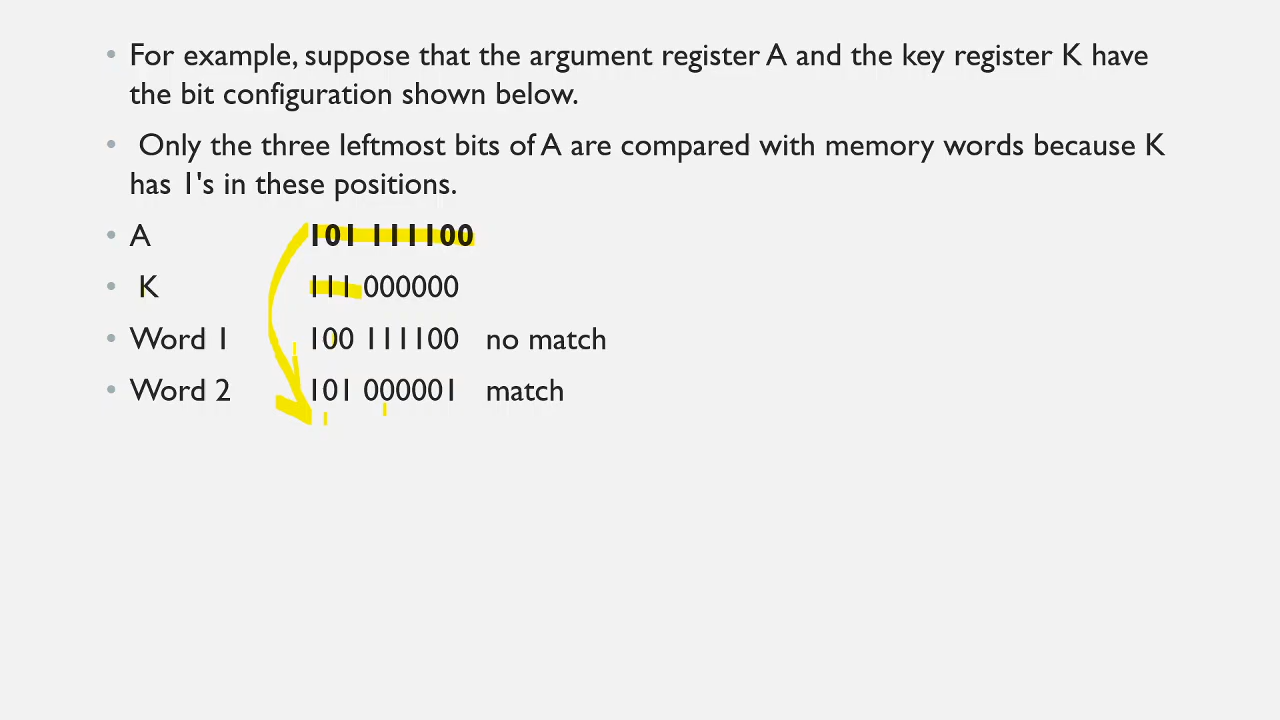 • For example, suppose that the argument register A and the key register K have
the bit configuration shown below.
• Only the three leftmost bits of A are compared with memory words because K
has 1's in these positions.
• A 101 111100
• K 111 000000
• Word 1 100 111100 no match
• Word 2 101 000001 match